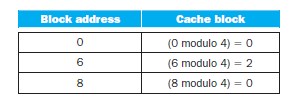 Block address Cache block
0 (0 modulo 4) = 0
6 (6 modulo 4) = 2
8 (8 modulo 4) = 0